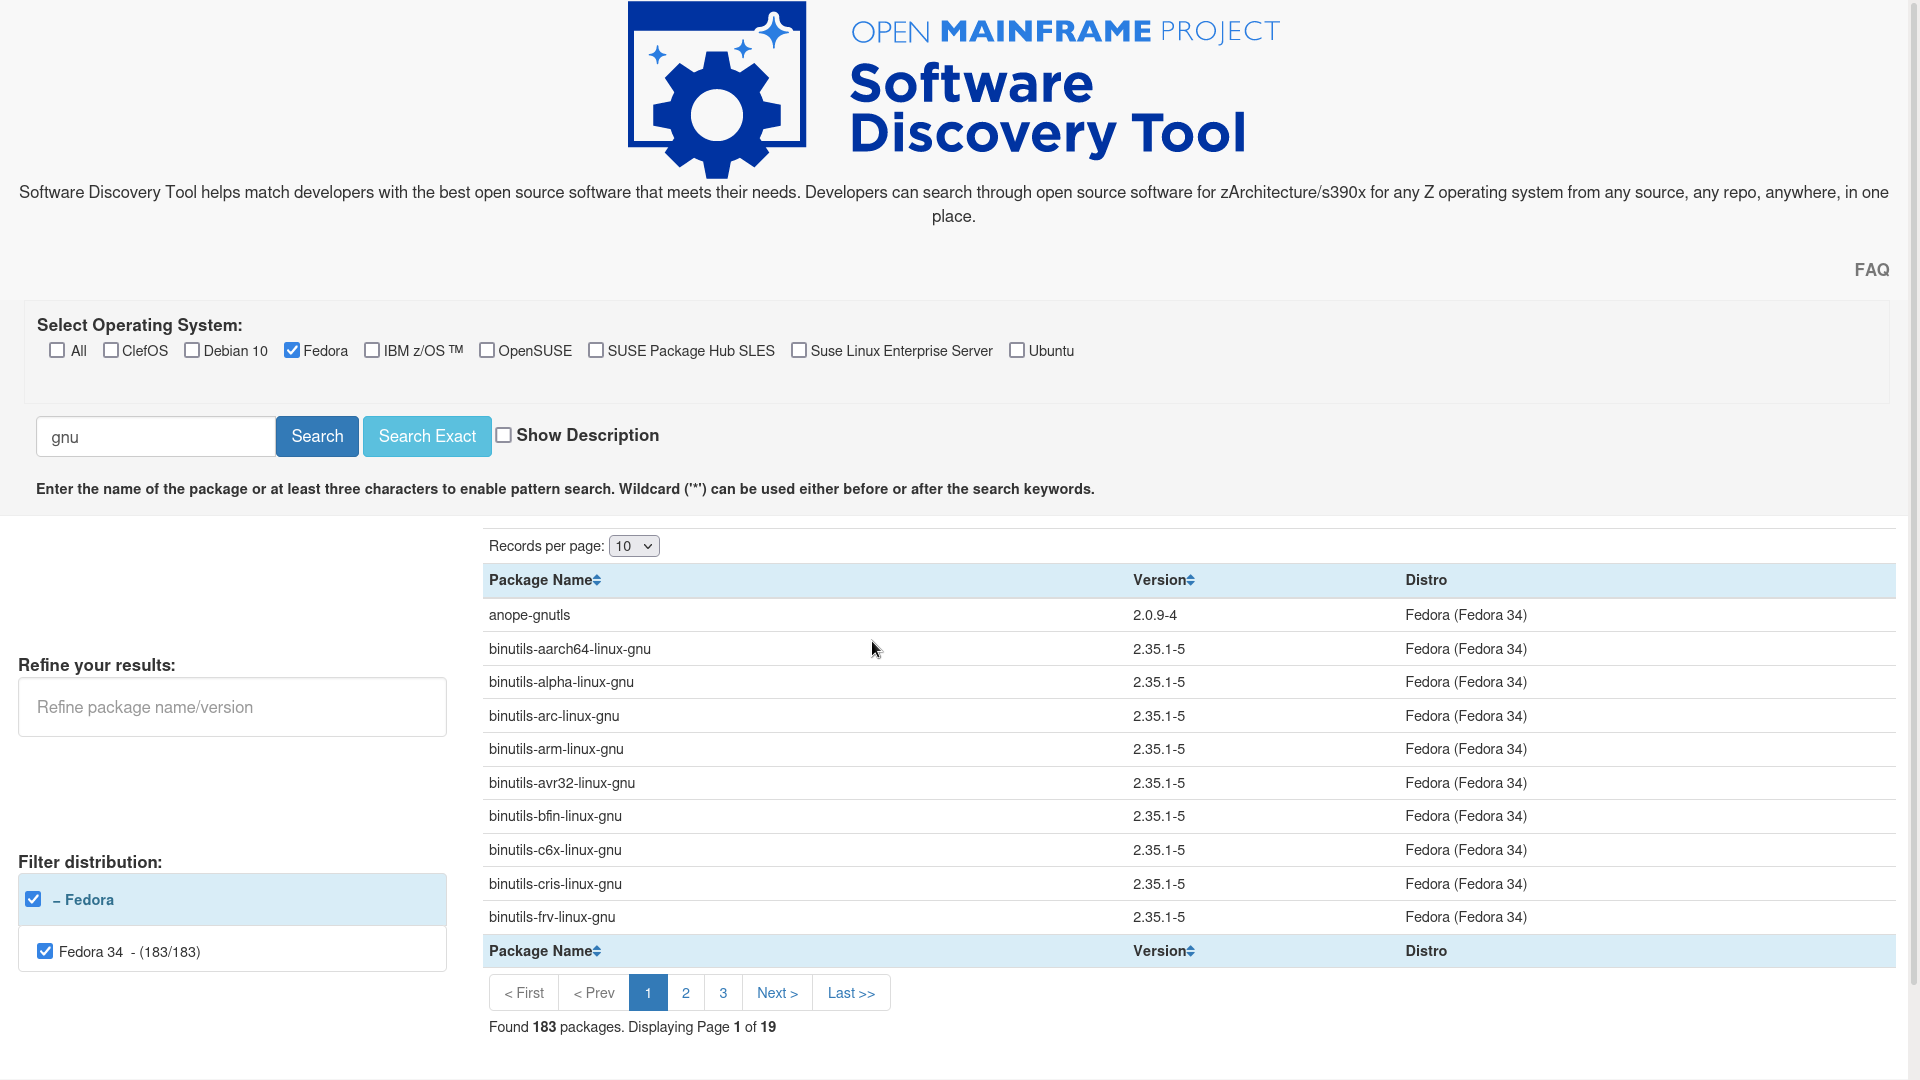 OPEN MAINFRAME PROJECT
Software
Discovery Tool
Software Discovery Tool helps match developers with the best open source software that meets their needs. Developers can search through open source software for zArchitecture/s390x for any Z operating system from any source, any repo, anywhere, in one
place.
FAQ
Select Operating System:
All ClefOS Debian 10 Fedora IBM z/OS ™ OpenSUSE SUSE Package Hub SLES Suse Linux Enterprise Server Ubuntu
gnu Search Search Exact Show Description
Enter the name of the package or at least three characters to enable pattern search. Wildcard ('*') can be used either before or after the search keywords.
Records per page: 10
Package Name Version Distro
anope-gnutls 2.0.9-4 Fedora (Fedora 34)
binutils-aarch64-linux-gnu 2.35.1-5 Fedora (Fedora 34)
binutils-alpha-linux-gnu 2.35.1-5 Fedora (Fedora 34)
binutils-arc-linux-gnu 2.35.1-5 Fedora (Fedora 34)
binutils-arm-linux-gnu 2.35.1-5 Fedora (Fedora 34)
binutils-avr32-linux-gnu 2.35.1-5 Fedora (Fedora 34)
binutils-bfin-linux-gnu 2.35.1-5 Fedora (Fedora 34)
binutils-c6x-linux-gnu 2.35.1-5 Fedora (Fedora 34)
binutils-cris-linux-gnu 2.35.1-5 Fedora (Fedora 34)
binutils-frv-linux-gnu 2.35.1-5 Fedora (Fedora 34)
Package Name Version Distro
< First < Prev 1 2 3 Next > Last >>
Found 183 packages. Displaying Page 1 of 19
Refine your results:
Refine package name/version
Filter distribution:
– Fedora
Fedora 34 - (183/183)